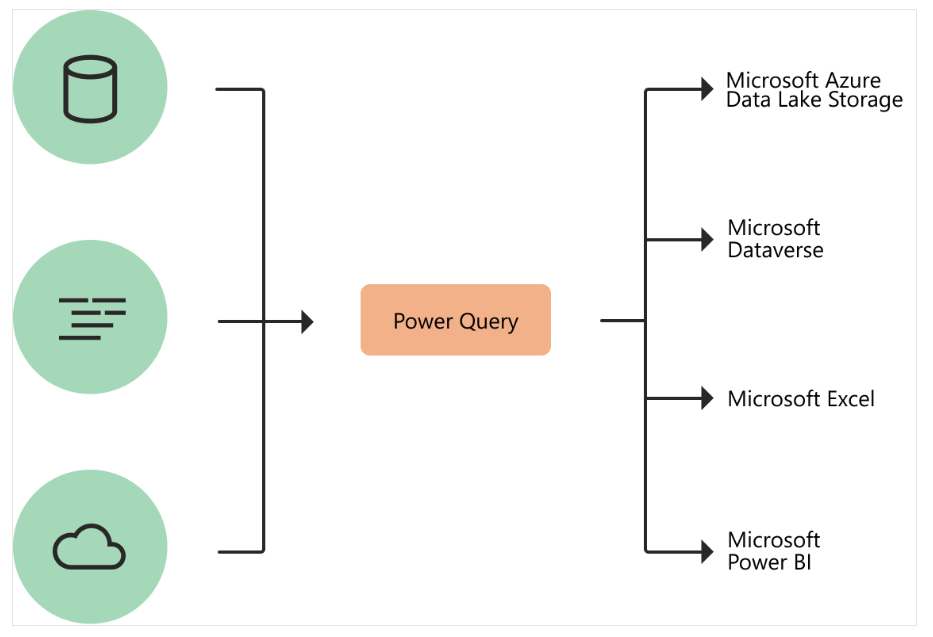 Microsoft Azure
Data Lake Storage
Microsoft
Dataverse
Power Query
Microsoft Excel
Microsoft
Power BI